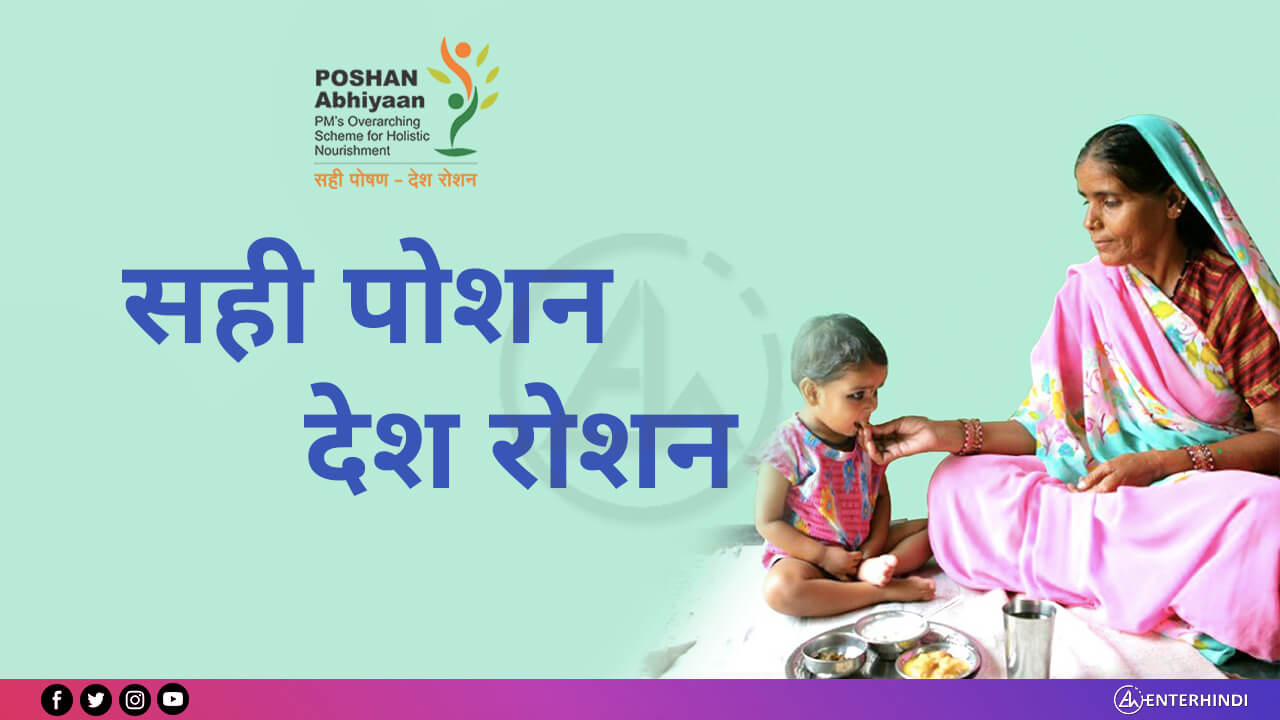 POSHAN
Abhiyaan
PM's Overarching
Scheme for Holistic
Nourishment
सही पोषण – देश रोशन
सही पोशन
देश रोशन
ENTERHINDI